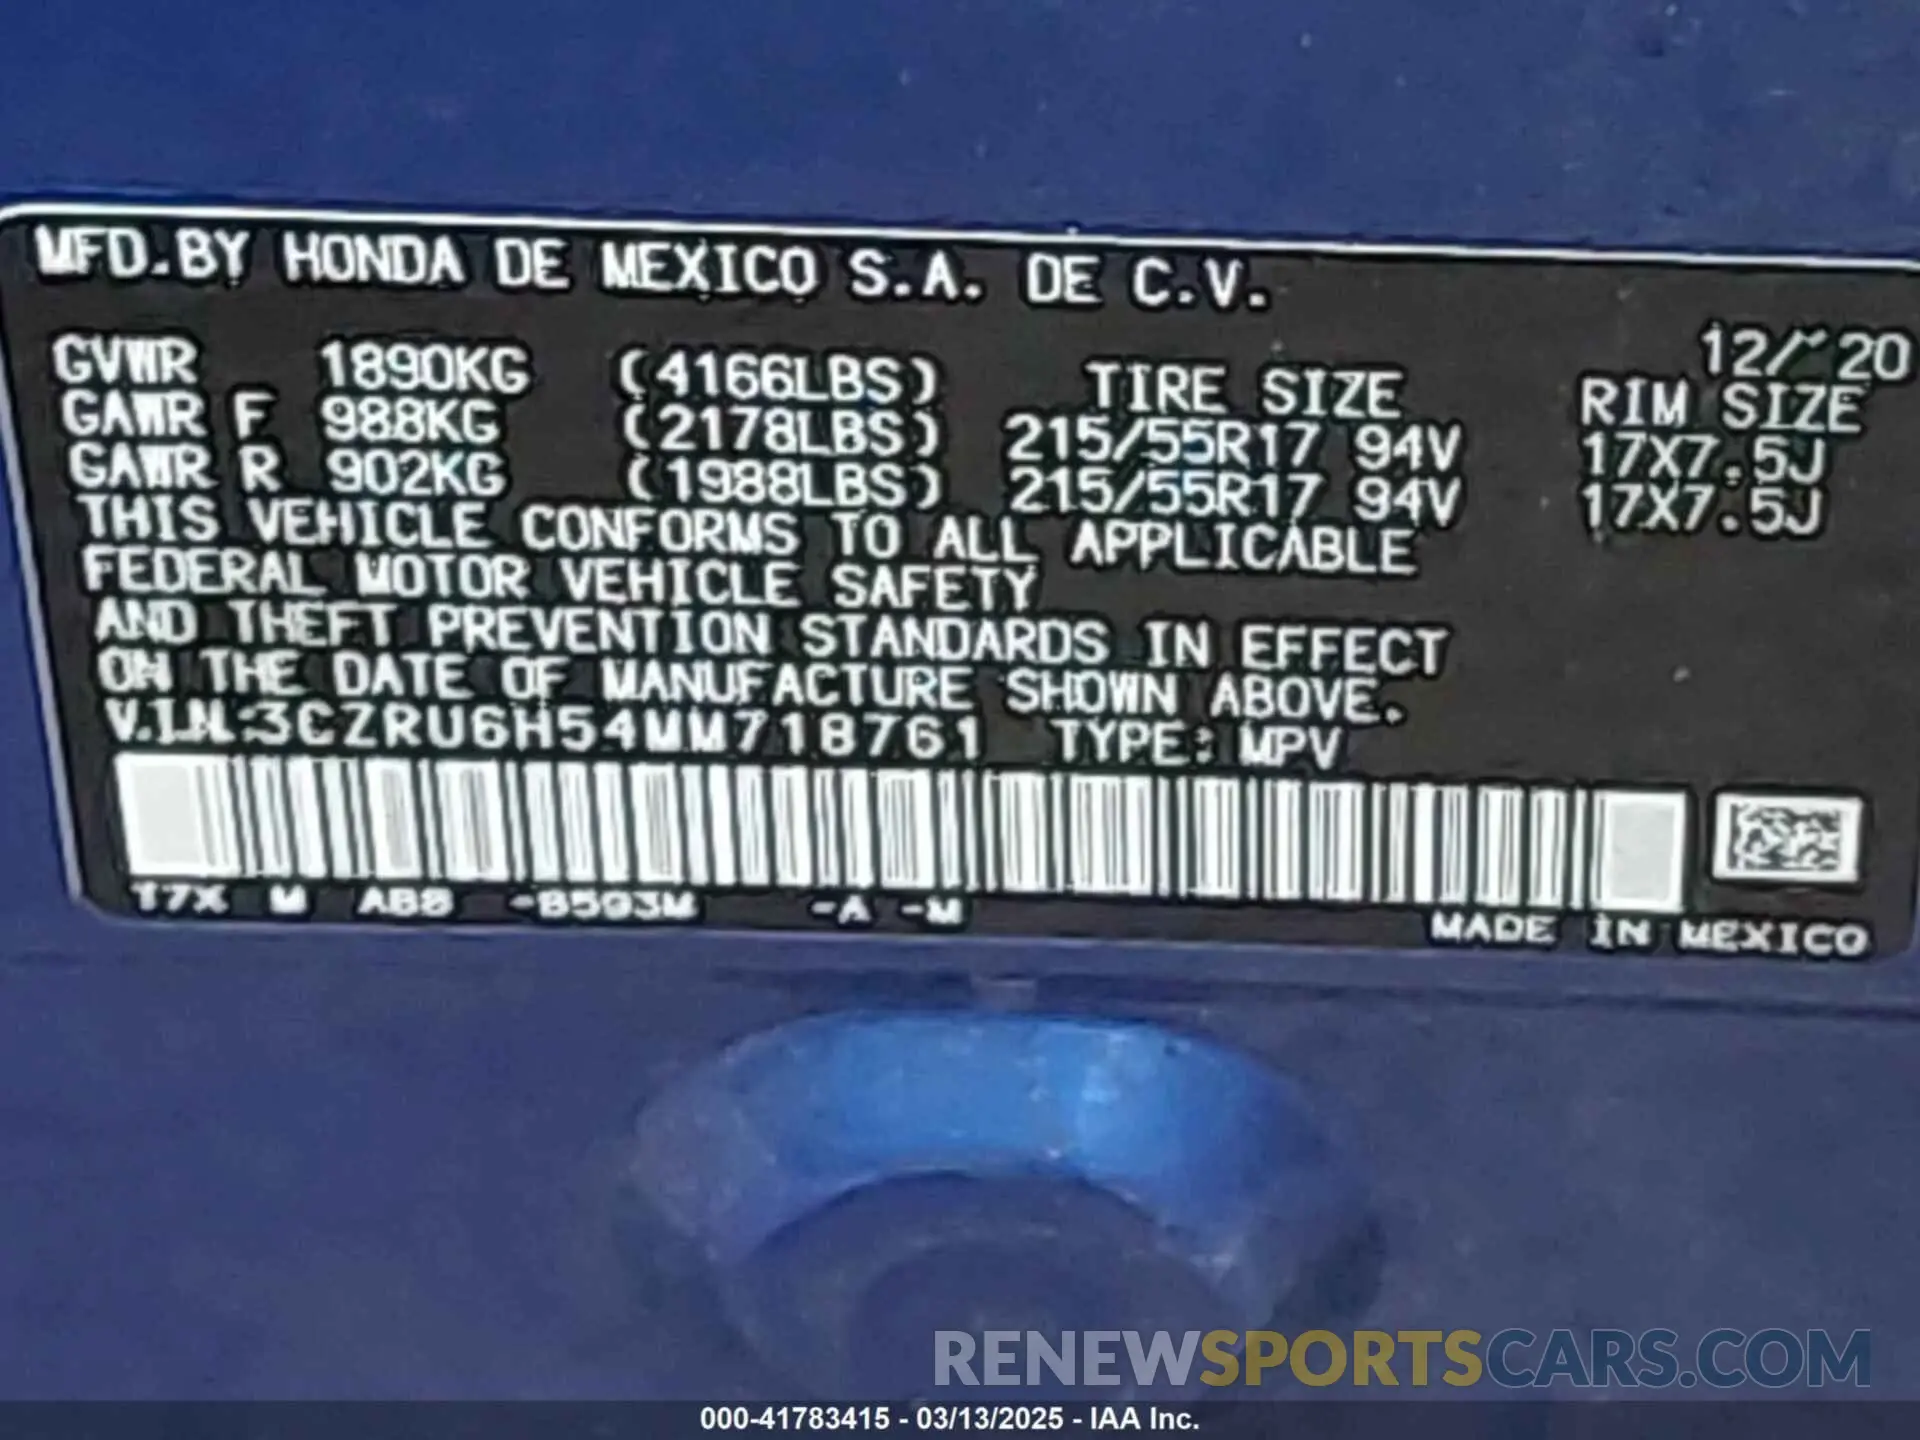 MFD.BY HONDA DE MEXICO S.A. DE C.V.
12/ 20
GVWR 1890KG (4166LBS) TIRE SIZE RIM SIZE
GAWR F 988KG (2178LBS) 215/55R17 94V 17X7.5J
GAWR R 902KG (1988LBS) 215/55R17 94V 17X7.5J
THIS VEHICLE CONFORMS TO ALL APPLICABLE
FEDERAL MOTOR VEHICLE SAFETY
AND THEFT PREVENTION STANDARDS IN EFFECT
ON THE DATE OF MANUFACTURE SHOWN ABOVE.
V.I.N.:3CZRU6H54MM718761 TYPE: MPV
T7X M AB8 -B593M -A -M
MADE IN MEXICO
RENEWSPORTSCARS.COM
000-41783415 - 03/13/2025 - IAA Inc.